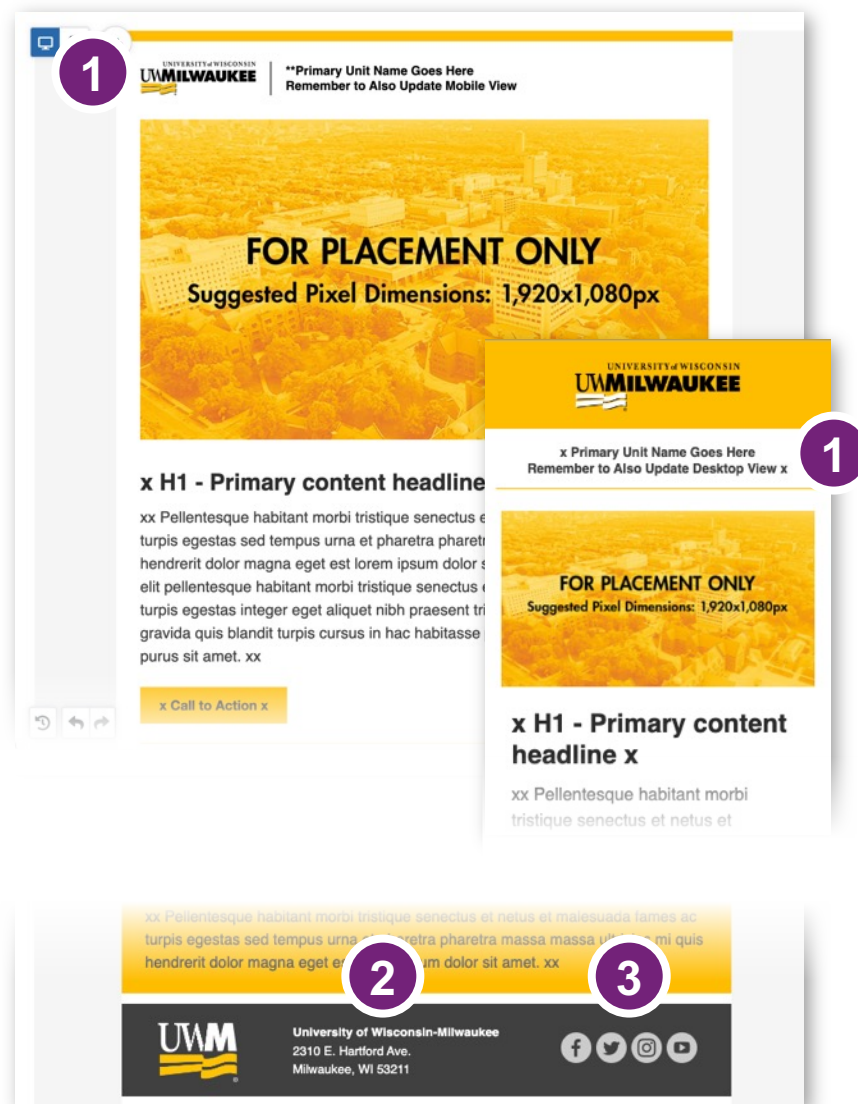 1
UNIVERSITY of WISCONSIN
UWMILWAUKEE
**Primary Unit Name Goes Here
Remember to Also Update Mobile View
FOR PLACEMENT ONLY
Suggested Pixel Dimensions: 1,920x1,080px
x H1 - Primary content headline
xx Pellentesque habitant morbi tristique senectus e
turpis egestas sed tempus urna et pharetra pharet
hendrerit dolor magna eget est lorem ipsum dolor s
elit pellentesque habitant morbi tristique senectus
turpis egestas integer eget aliquet nibh praesent tri
gravida quis blandit turpis cursus in hac habitasse
purus sit amet. xx
x Call to Action x
UNIVERSITY of WISCONSIN
UWMILWAUKEE
x Primary Unit Name Goes Here
Remember to Also Update Desktop View x
1
FOR PLACEMENT ONLY
Suggested Pixel Dimensions: 1,920x1,080px
x H1 - Primary content
headline x
xx Pellentesque habitant morbi
tristique senectus et netus et
xx Pellentesque habitant morbi tristique senectus et netus et malesuada fames ac
turpis egestas sed tempus urna et pharetra pharetra massa massa mi quis
hendrerit dolor magna eget dolor sit amet. xx
2
3
UWM
University of Wisconsin-Milwaukee
2310 E. Hartford Ave.
Milwaukee, WI 53211